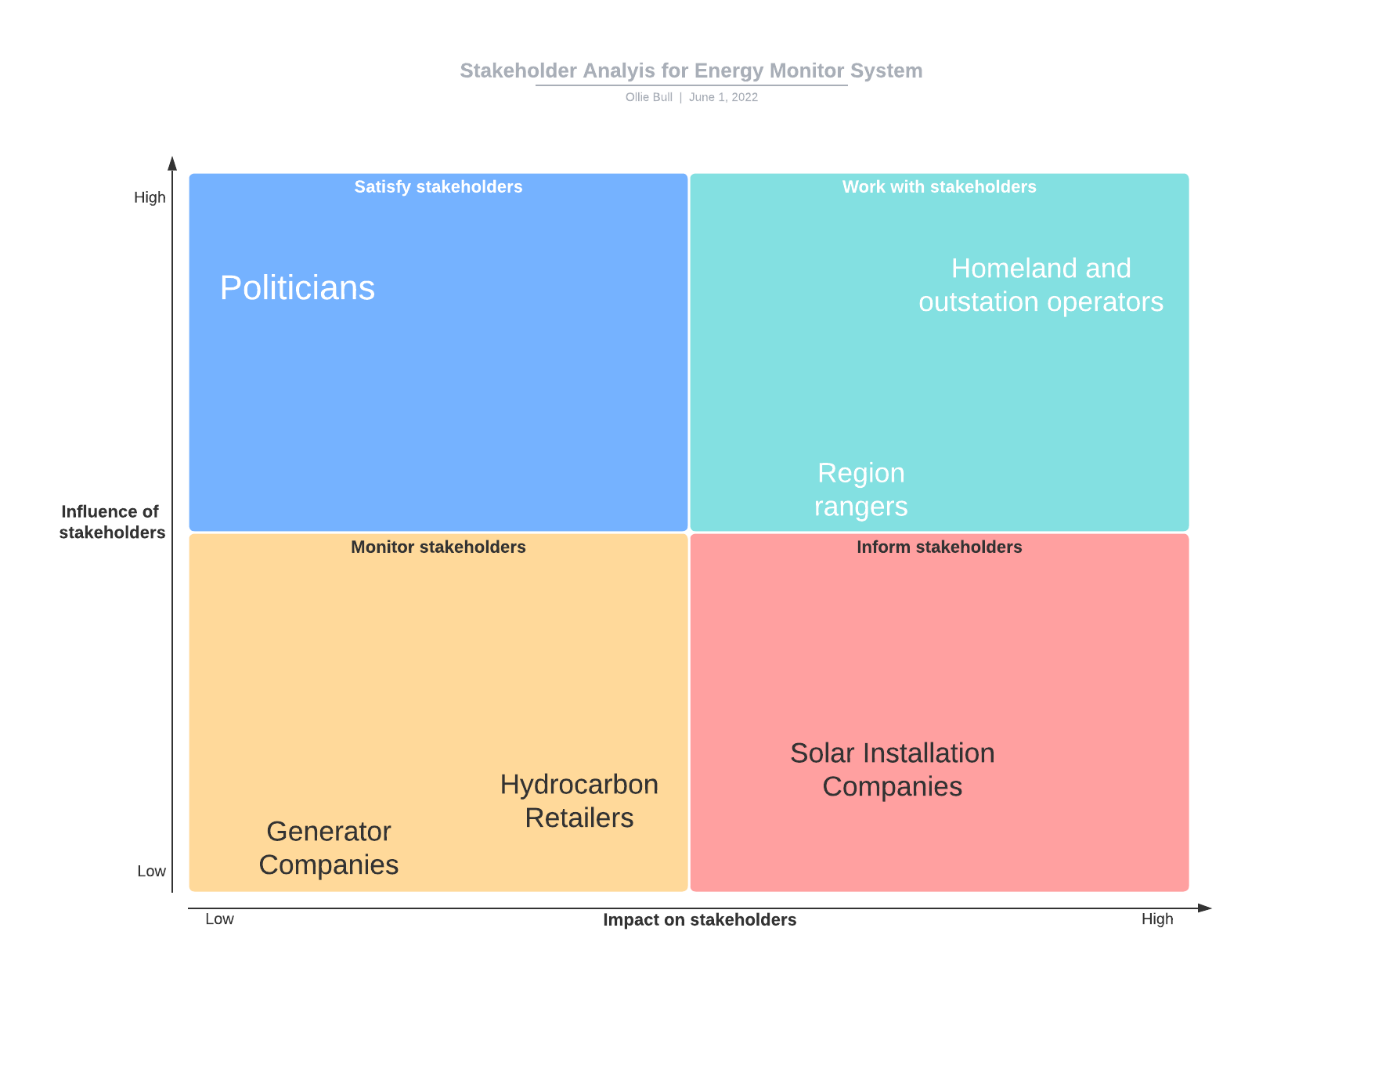 Stakeholder Analyis for Energy Monitor System
Ollie Bull | June 1, 2022
High
Satisfy stakeholders
Work with stakeholders
Politicians
Homeland and
outstation operators
Region
rangers
Influence of
stakeholders
Monitor stakeholders
Inform stakeholders
Solar Installation
Companies
Hydrocarbon
Retailers
Generator
Companies
Low
Low
Impact on stakeholders
High